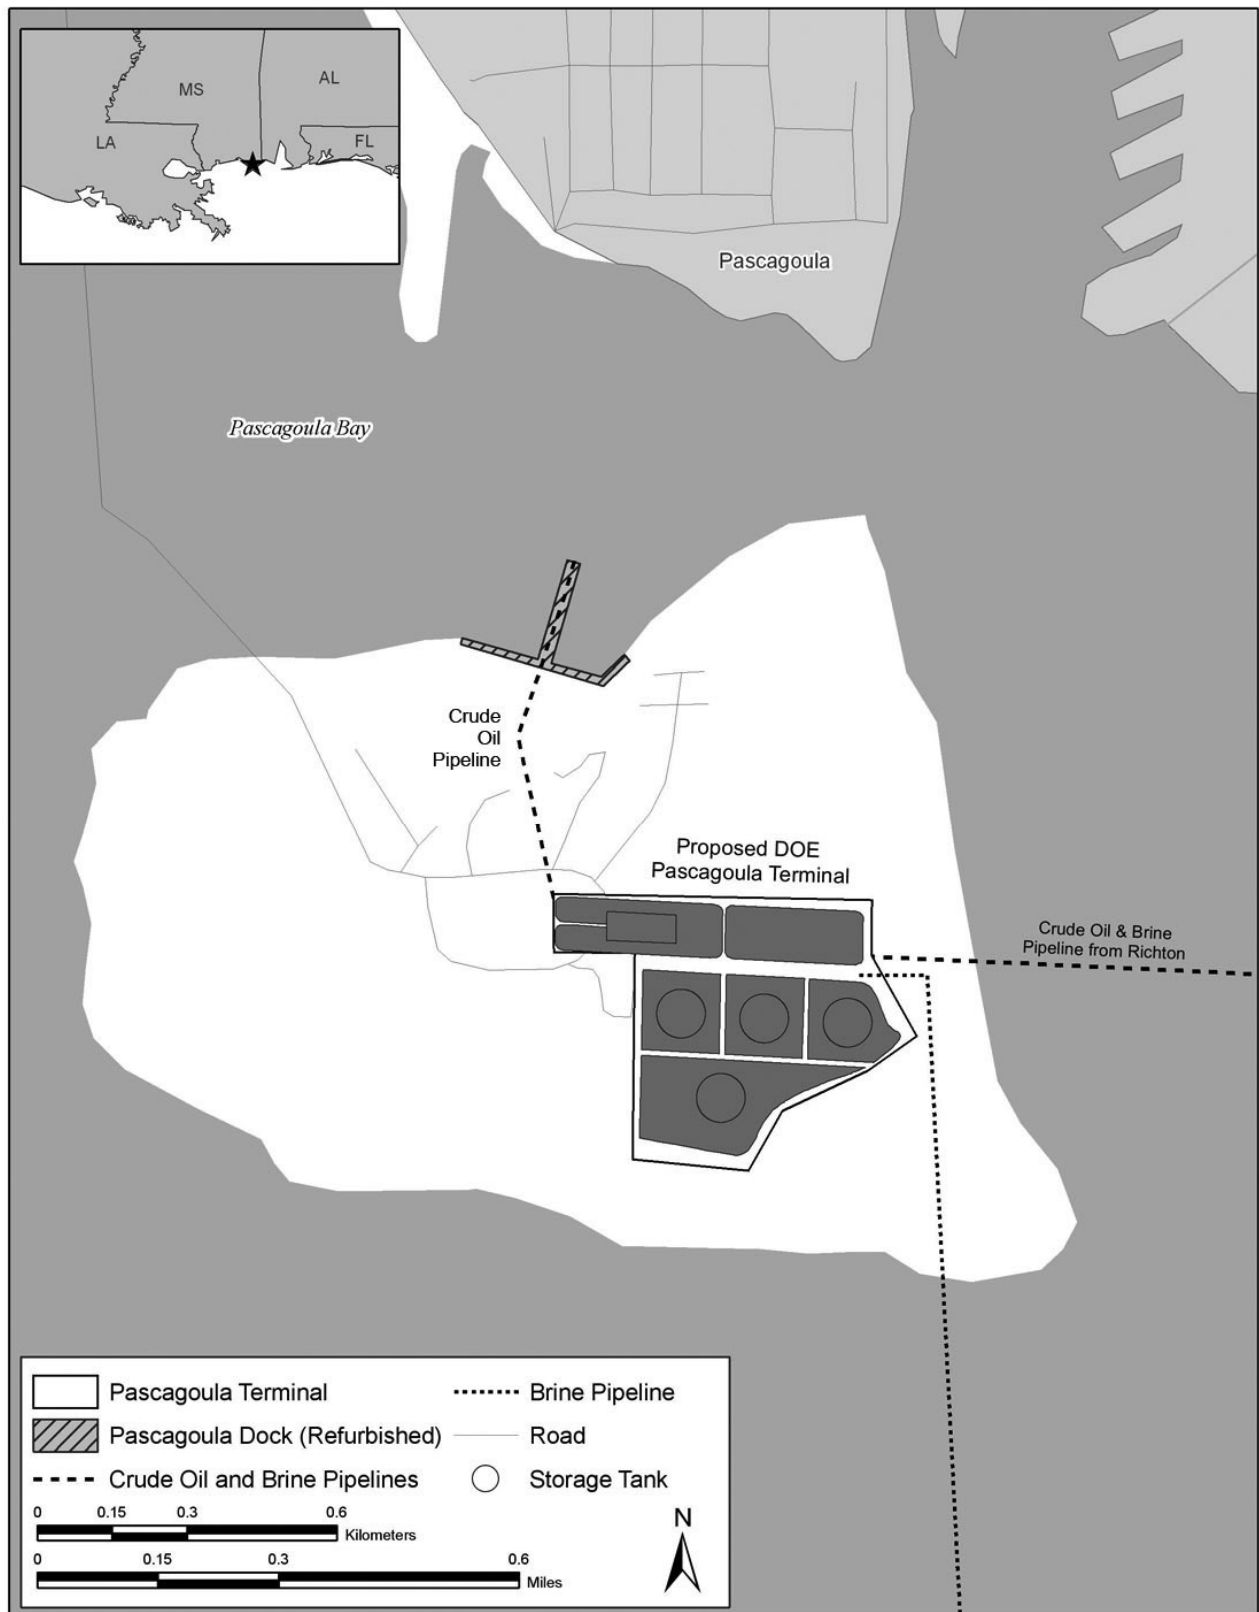 MS
AL
LA
FL
Pascagoula
Pascagoula Bay
Crude
Oil
Pipeline
Proposed DOE
Pascagoula Terminal
Crude Oil & Brine
Pipeline from Richton
Pascagoula Terminal
Brine Pipeline
Pascagoula Dock (Refurbished)
Road
Crude Oil and Brine Pipelines
Storage Tank
0 0.15 0.3 0.6
Kilometers
0 0.15 0.3 0.6
Miles
N